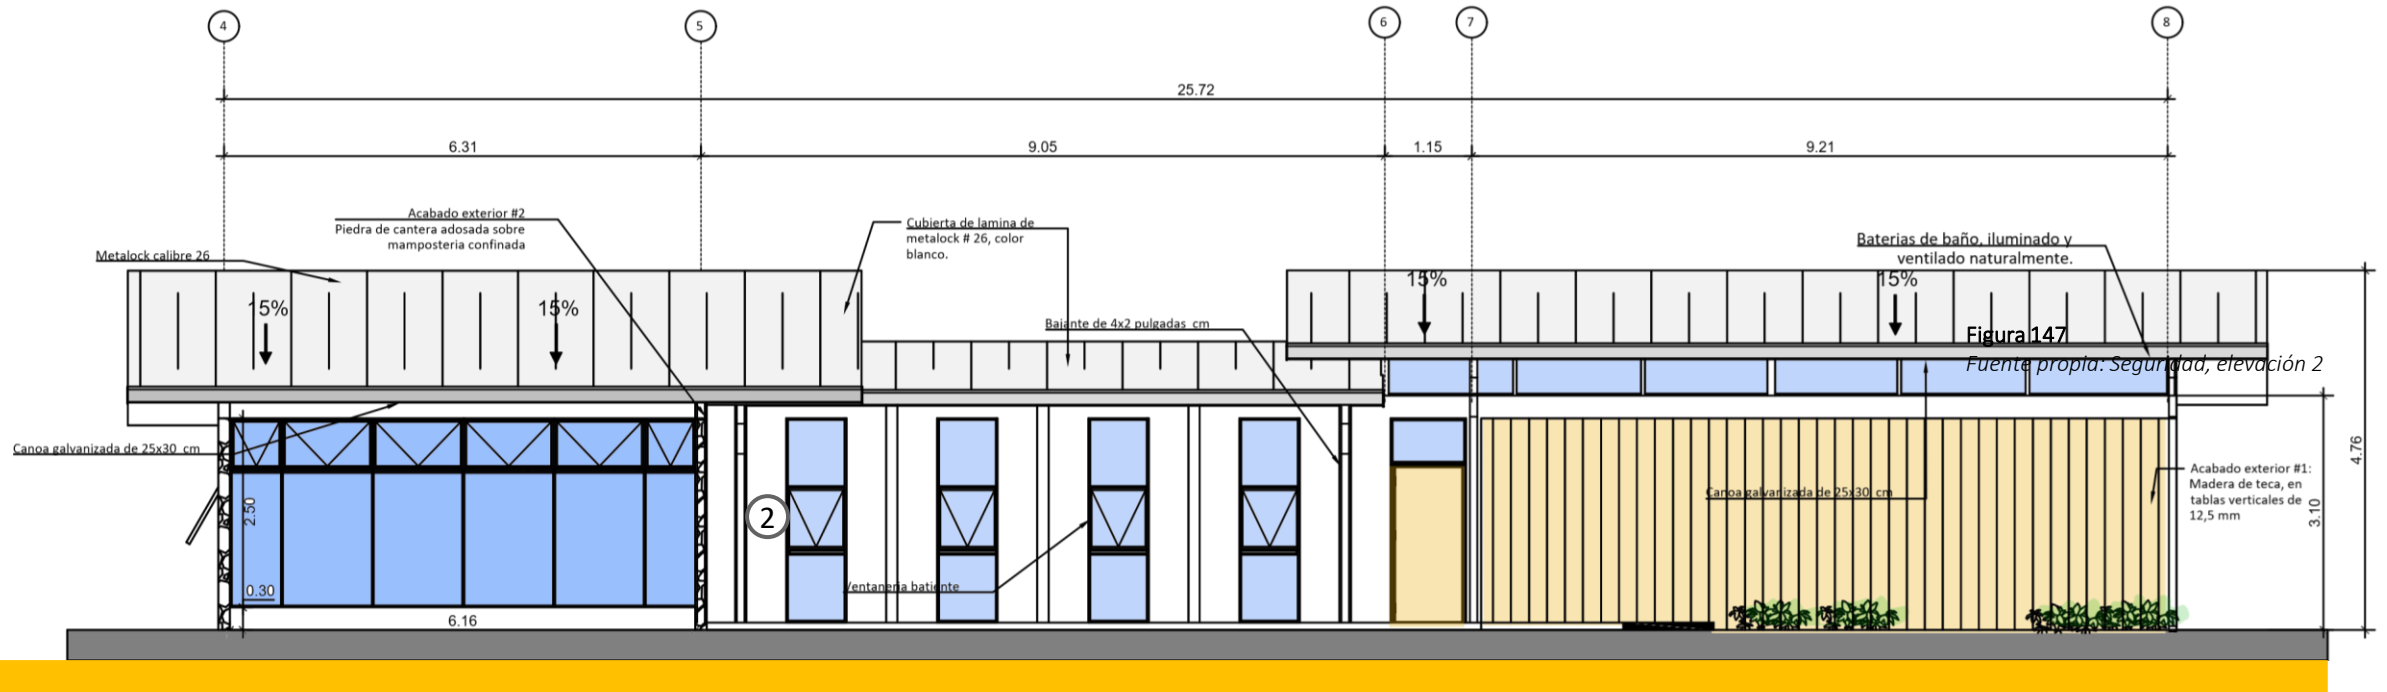 4
5
6
7
8
25.72
6.31
9.05
1.15
9.21
Acabado exterior #2
Piedra de cantera adosada sobre
mamposteria confinada
Metalock calibre 26
Cubierta de lamina de
metalock # 26, color
blanco.
Baterias de baño, iluminado y
ventilado naturalmente.
15%
15%
15%
15%
Bajante de 4x2 pulgadas cm
Figura 147
Fuente propia: Seguridad, elevación 2
Canoa galvanizada de 25x30 cm
2.50
0.30
6.16
2
Ventaneria batiente
Canoa galvanizada de 25x30 cm
Acabado exterior #1:
Madera de teca, en
tablas verticales de
12,5 mm
3.10
4.76